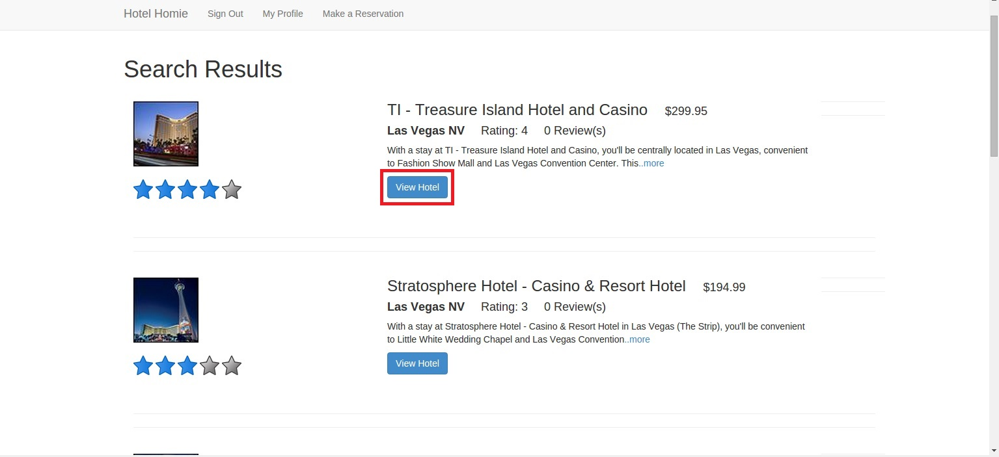 Hotel Homie Sign Out My Profile Make a Reservation
Search Results
TI - Treasure Island Hotel and Casino $299.95
Las Vegas NV Rating: 4 0 Review(s)
With a stay at TI - Treasure Island Hotel and Casino, you'll be centrally located in Las Vegas, convenient
to Fashion Show Mall and Las Vegas Convention Center. This..more
View Hotel
Stratosphere Hotel - Casino & Resort Hotel $194.99
Las Vegas NV Rating: 3 0 Review(s)
With a stay at Stratosphere Hotel - Casino & Resort Hotel in Las Vegas (The Strip), you'll be convenient
to Little White Wedding Chapel and Las Vegas Convention..more
View Hotel